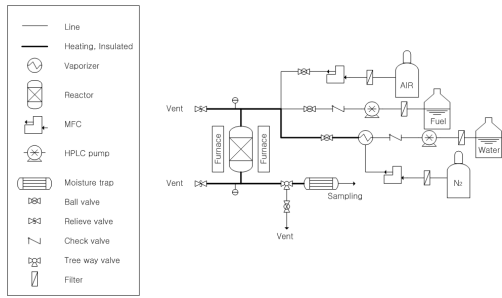 Line
Heating, Insulated
Vaporizer
Reactor
MFC
HPLC pump
Moisture trap
Ball valve
Relieve valve
Check valve
Tree way valve
Filter
AIR
Vent
Fuel
Furnace
Furnace
Water
Vent
N₂
Sampling
Vent